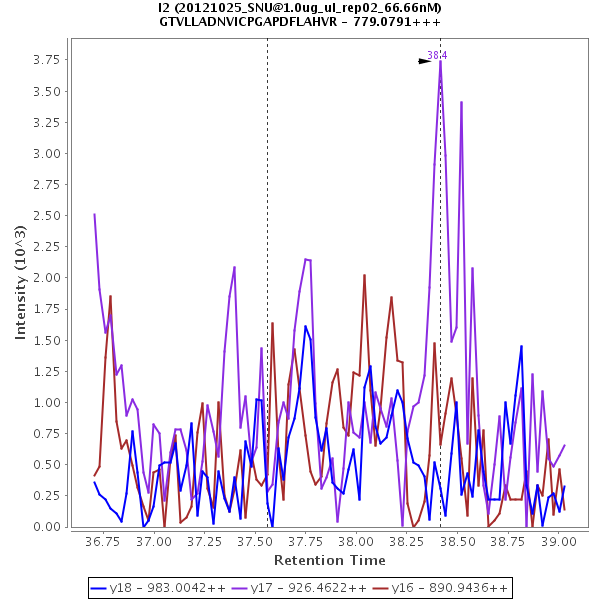 I2 (20121025_SNU@1.0ug_ul_rep02_66.66nM)
GTVLLADNVICPGAPDFLAHVR - 779.0791+++
38.4
3.75
3.50
3.25
3.00
2.75
2.50
2.25
2.00
1.75
1.50
1.25
1.00
0.75
0.50
0.25
0.00
Intensity (10^3)
36.75 37.00 37.25 37.50 37.75 38.00 38.25 38.50 38.75 39.00
Retention Time
y18 - 983.0042++ y17 - 926.4622++ y16 - 890.9436++